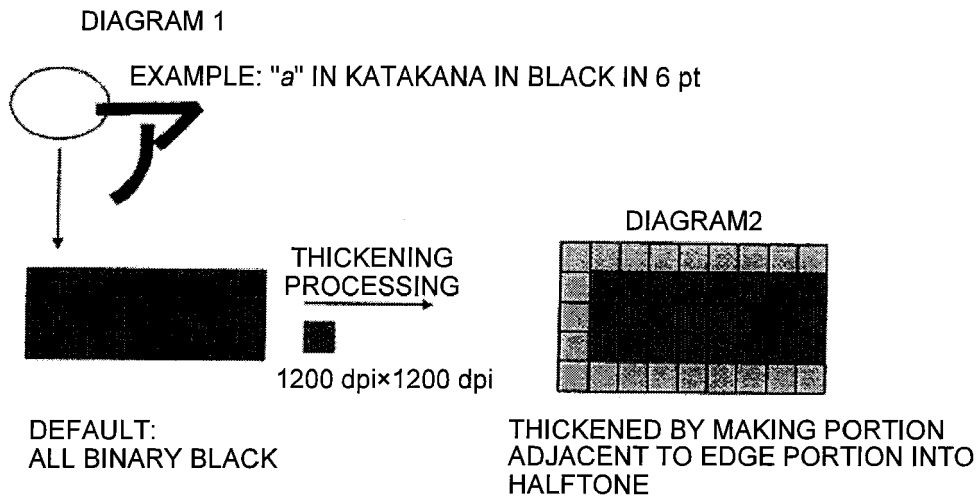 DIAGRAM 1
EXAMPLE: "a" IN KATAKANA IN BLACK IN 6 pt
ア
DIAGRAM2
THICKENING
PROCESSING
1200 dpi×1200 dpi
DEFAULT:
ALL BINARY BLACK
THICKENED BY MAKING PORTION
ADJACENT TO EDGE PORTION INTO
HALFTONE